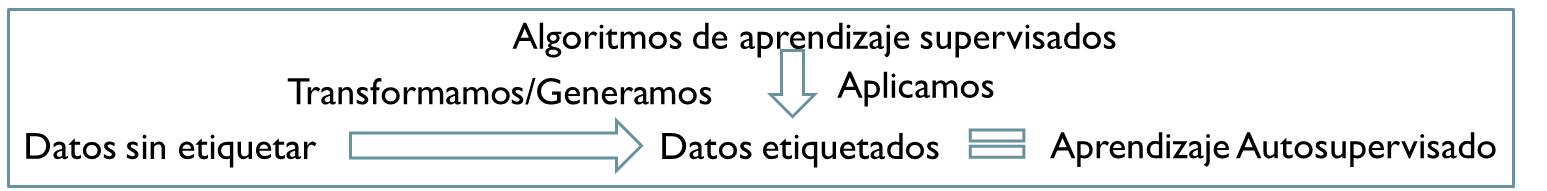 Algoritmos de aprendizaje supervisados
Transformamos/Generamos Aplicamos
Datos sin etiquetar Datos etiquetados Aprendizaje Autosupervisado